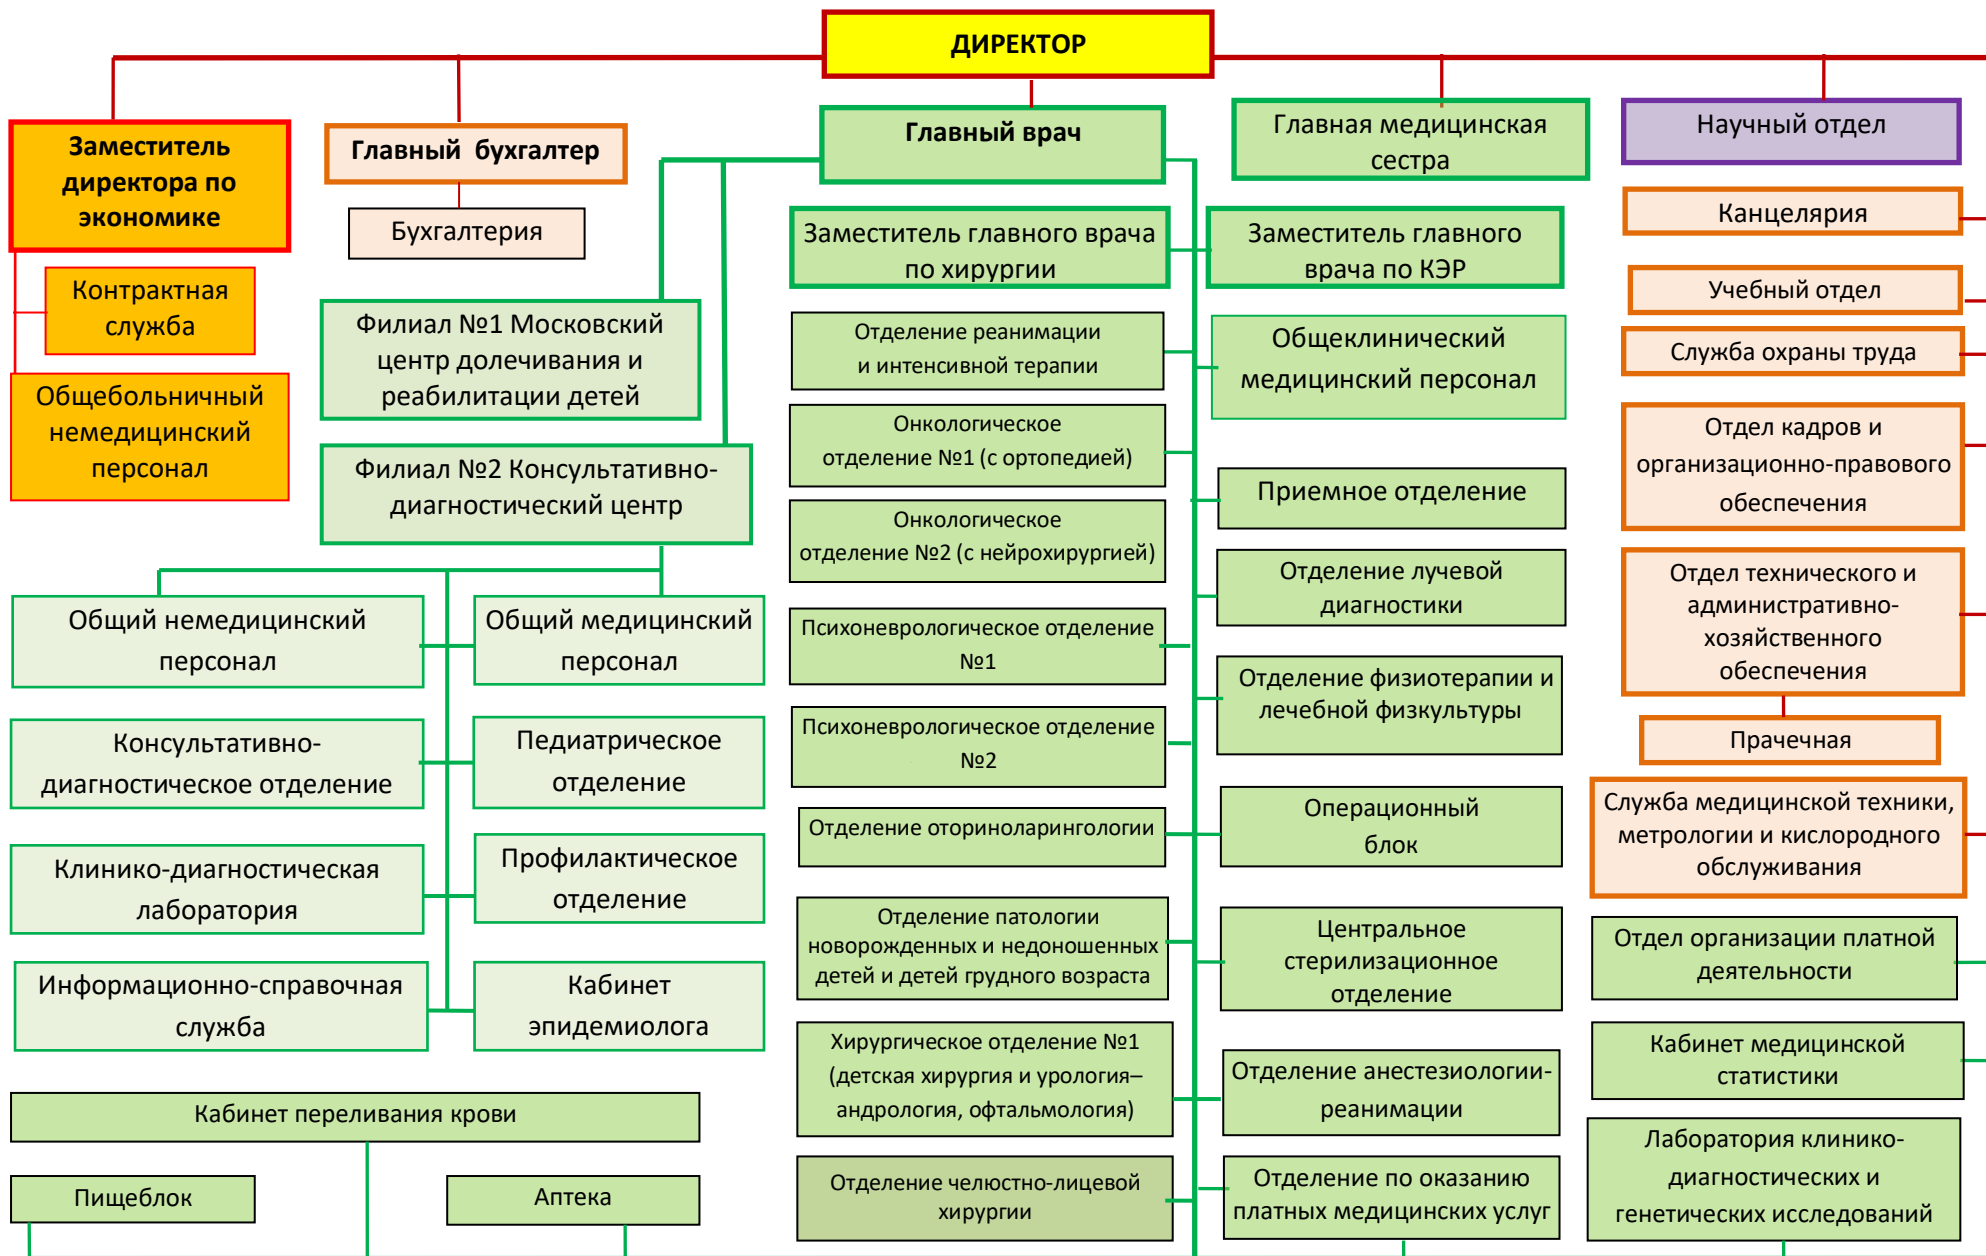 ДИРЕКТОР
Заместитель
директора по
экономике
Контрактная
служба
Общебольничный
немедицинский
персонал
Главный бухгалтер
Бухгалтерия
Главный врач
Главная медицинская
сестра
Научный отдел
Заместитель главного врача
по хирургии
Заместитель главного
врача по КЭР
Филиал №1 Московский
центр долечивания и
реабилитации детей
Филиал №2 Консультативно-
диагностический центр
Общий немедицинский
персонал
Общий медицинский
персонал
Консультативно-
диагностическое отделение
Педиатрическое
отделение
Клинико-диагностическая
лаборатория
Профилактическое
отделение
Информационно-справочная
служба
Кабинет
эпидемиолога
Кабинет переливания крови
Пищеблок
Аптека
Отделение реанимации
и интенсивной терапии
Онкологическое
отделение №1 (с ортопедией)
Онкологическое
отделение №2 (с нейрохирургией)
Психоневрологическое отделение
№1
Психоневрологическое отделение
№2
Отделение оториноларингологии
Отделение патологии
новорожденных и недоношенных
детей и детей грудного возраста
Хирургическое отделение №1
(детская хирургия и урология–
андрология, офтальмология)
Отделение челюстно-лицевой
хирургии
Общеклинический
медицинский персонал
Приемное отделение
Отделение лучевой
диагностики
Отделение физиотерапии и
лечебной физкультуры
Операционный
блок
Центральное
стерилизационное
отделение
Отделение анестезиологии-
реанимации
Отделение по оказанию
платных медицинских услуг
Канцелярия
Учебный отдел
Служба охраны труда
Отдел кадров и
организационно-правового
обеспечения
Отдел технического и
административно-
хозяйственного
обеспечения
Прачечная
Служба медицинской техники,
метрологии и кислородного
обслуживания
Отдел организации платной
деятельности
Кабинет медицинской
статистики
Лаборатория клинико-
диагностических и
генетических исследований